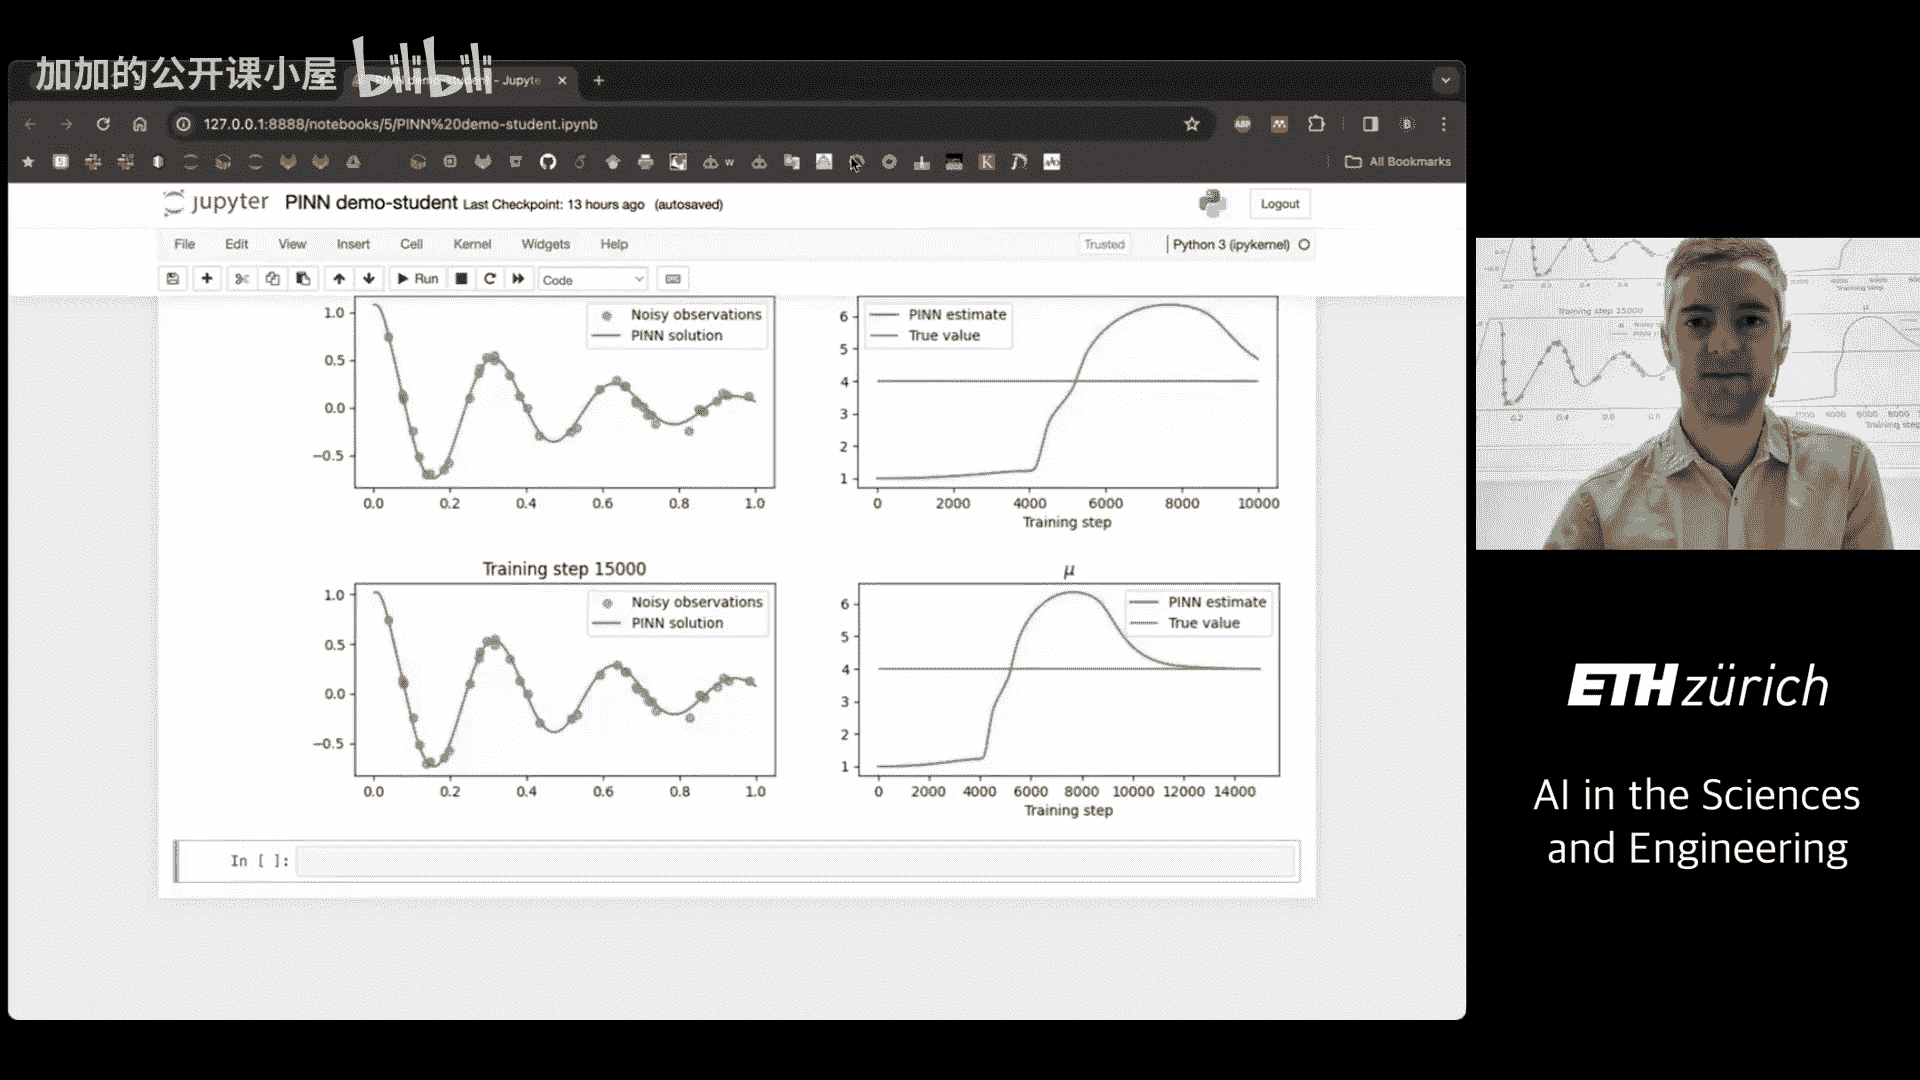 加加的公开课小屋 bilibili
- Jupyte
127.0.0.1:8888/notebooks/5/PINN%20demo-student.ipynb
All Bookmarks
jupyter PINN demo-student Last Checkpoint: 13 hours ago (autosaved)
Logout
File Edit View Insert Cell Kernel Widgets Help
Trusted Python 3 (ipykernel)
Run Code
1.0
0.5
0.0
−0.5
Noisy observations
PINN solution
0.0 0.2 0.4 0.6 0.8 1.0
6
5
4
3
2
1
PINN estimate
True value
0 2000 4000 6000 8000 10000
Training step
Training step 15000
1.0
0.5
0.0
−0.5
Noisy observations
PINN solution
0.0 0.2 0.4 0.6 0.8 1.0
μ
6
5
4
3
2
1
PINN estimate
True value
0 2000 4000 6000 8000 10000 12000 14000
Training step
In [ ]:
Training step 15000
ETH zürich
AI in the Sciences
and Engineering